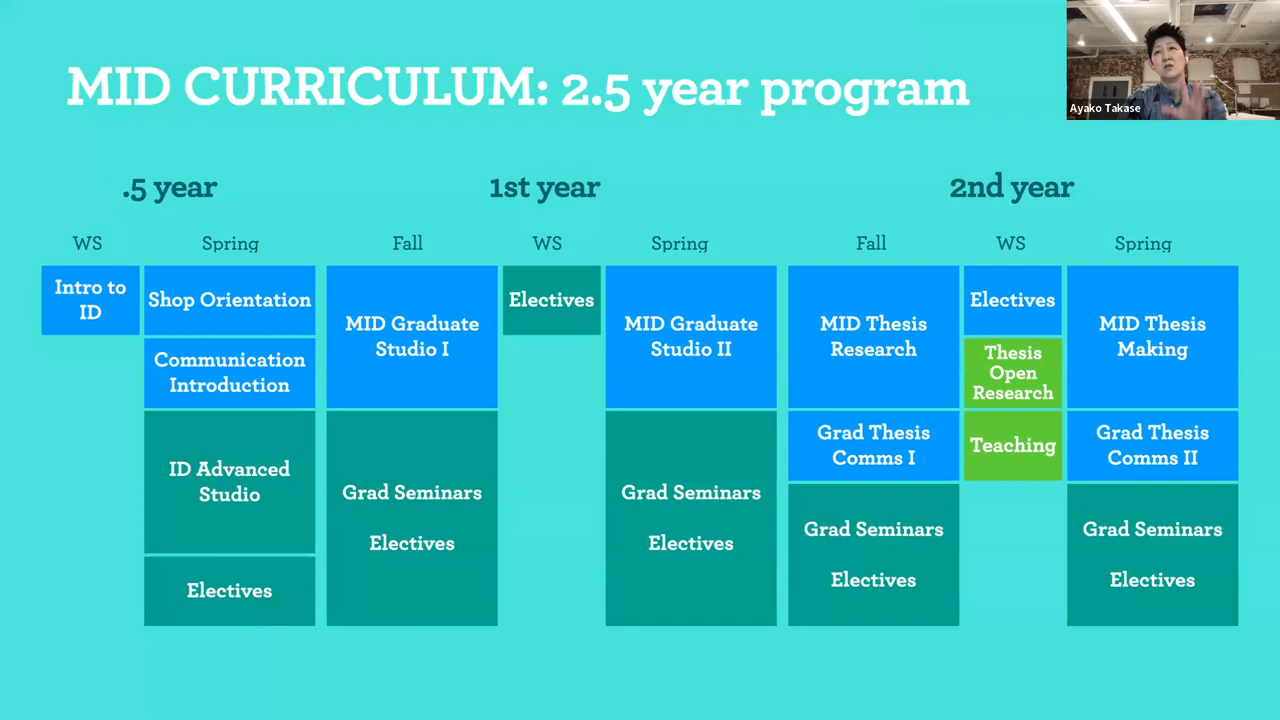 MID CURRICULUM: 2.5 year program
Ayako Takase
.5 year
1st year
2nd year
WS
Spring
Fall
WS
Spring
Fall
WS
Spring
Intro to
ID
Shop Orientation
Communication
Introduction
ID Advanced
Studio
Electives
MID Graduate
Studio I
Grad Seminars
Electives
Electives
MID Graduate
Studio II
Grad Seminars
Electives
MID Thesis
Research
Grad Thesis
Comms I
Grad Seminars
Electives
Electives
Thesis
Open
Research
Teaching
MID Thesis
Making
Grad Thesis
Comms II
Grad Seminars
Electives